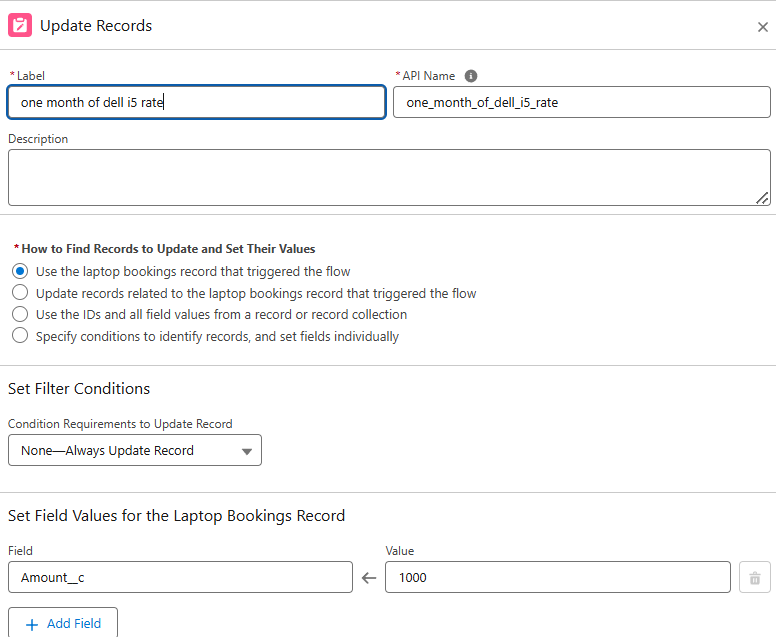 Update Records
*Label
*API Name
one month of dell i5 rate
one_month_of_dell_i5_rate
Description
*How to Find Records to Update and Set Their Values
Use the laptop bookings record that triggered the flow
Update records related to the laptop bookings record that triggered the flow
Use the IDs and all field values from a record or record collection
Specify conditions to identify records, and set fields individually
Set Filter Conditions
Condition Requirements to Update Record
None—Always Update Record
Set Field Values for the Laptop Bookings Record
Field
Value
Amount__c
1000
+ Add Field